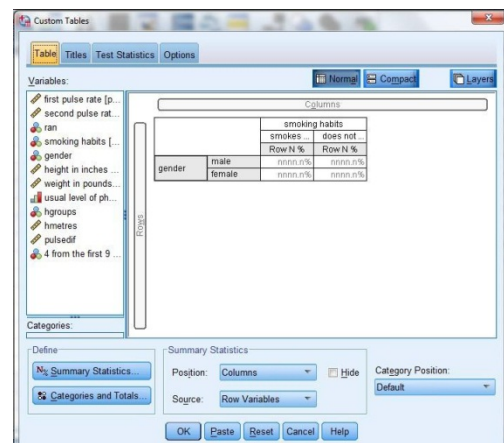 Custom Tables
Table Titles Test Statistics Options
Variables:
Normal Compact Layers
first pulse rate [p...
second pulse rat...
ran
smoking habits [...
gender
height in inches ...
weight in pounds...
usual level of ph...
hgroups
hmetres
pulsedif
4 from the first 9 ...
Categories:
Columns
Rows
smoking habits
smokes ... does not ...
Row N % Row N %
gender male nnnn.n% nnnn.n%
female nnnn.n% nnnn.n%
Define
N% Summary Statistics...
Categories and Totals...
Summary Statistics
Position: Columns Hide
Source: Row Variables
Category Position:
Default
OK Paste Reset Cancel Help